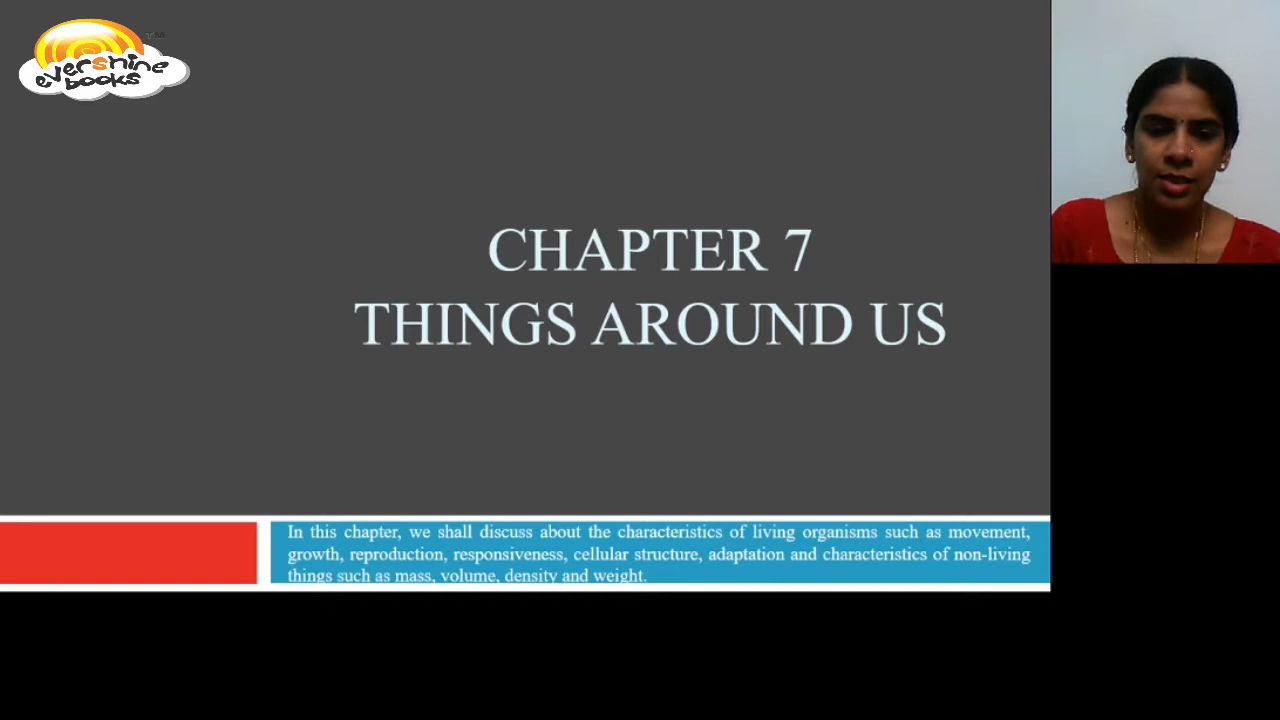 evershine
books
TM
CHAPTER 7
THINGS AROUND US
In this chapter, we shall discuss about the characteristics of living organisms such as movement,
growth, reproduction, responsiveness, cellular structure, adaptation and characteristics of non-living
things such as mass, volume, density and weight.